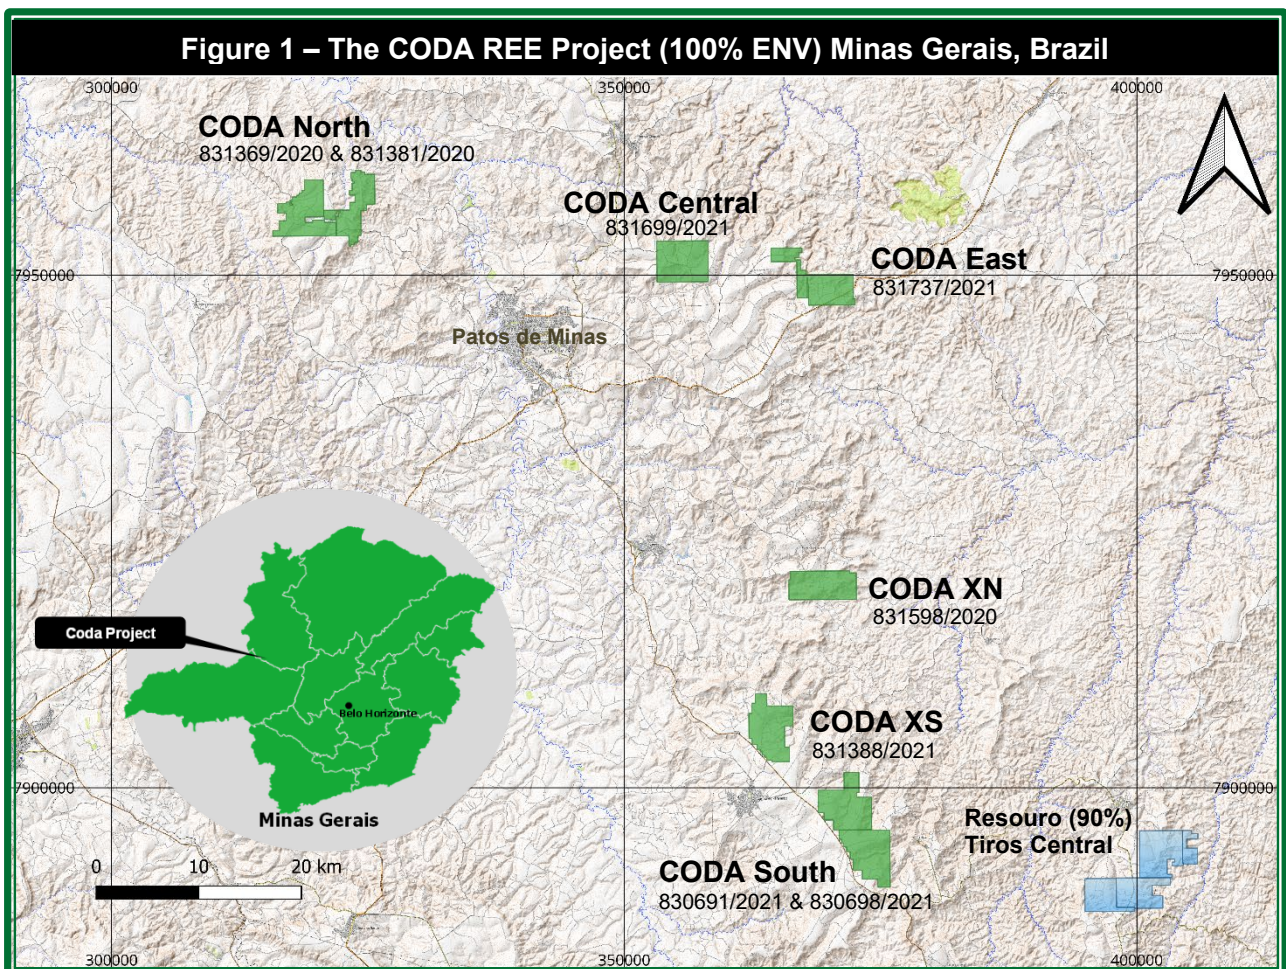 Figure 1 – The CODA REE Project (100% ENV) Minas Gerais, Brazil
300000
350000
400000
CODA North
831369/2020 & 831381/2020
CODA Central
831699/2021
CODA East
831737/2021
7950000
7950000
Patos de Minas
CODA XN
831598/2020
Coda Project
Belo Horizonte
CODA XS
831388/2021
7900000
7900000
Minas Gerais
Resouro (90%)
Tiros Central
0 10 20 km
CODA South
830691/2021 & 830698/2021
300000
350000
400000